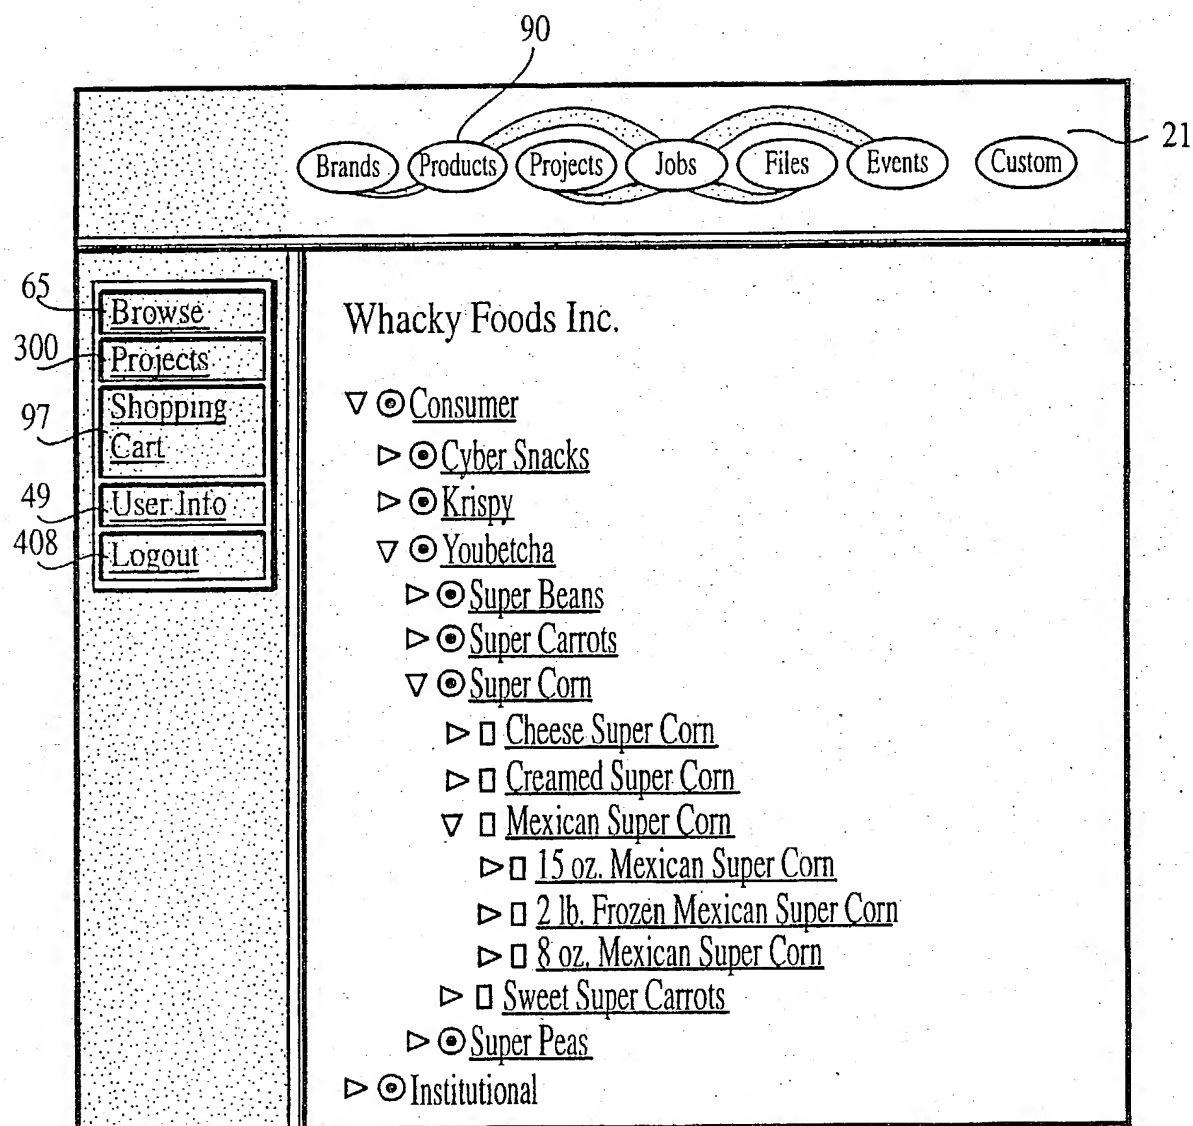 90
Brands Products Projects Jobs Files Events Custom
21
65
Browse
300
Projects
97
Shopping
Cart
49
User Info
408
Logout
Whacky Foods Inc.
Consumer
Cyber Snacks
Krispy
Youbetcha
Super Beans
Super Carrots
Super Corn
Cheese Super Corn
Creamed Super Corn
Mexican Super Corn
15 oz. Mexican Super Corn
2 lb. Frozen Mexican Super Corn
8 oz. Mexican Super Corn
Sweet Super Carrots
Super Peas
Institutional